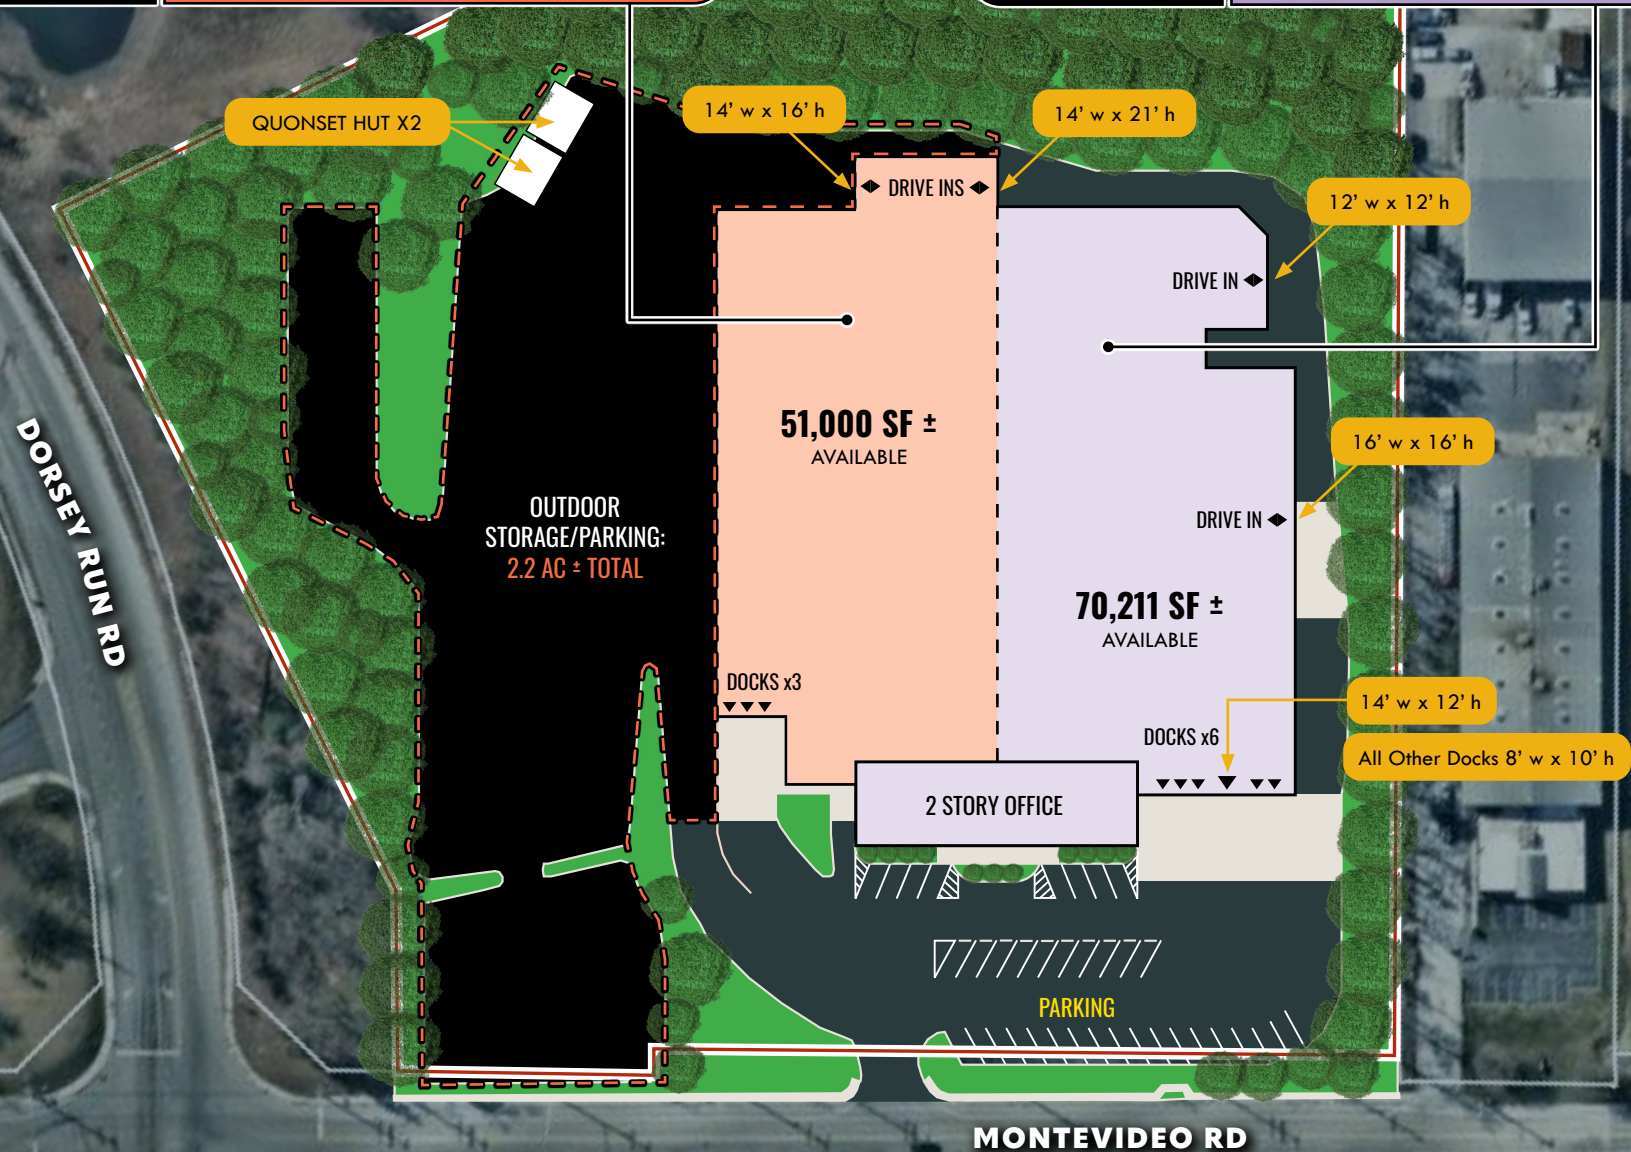 QUONSET HUT X2
14' w x 16' h
14' w x 21' h
DRIVE INS
12' w x 12' h
DRIVE IN
51,000 SF ±
AVAILABLE
16' w x 16' h
DRIVE IN
OUTDOOR
STORAGE/PARKING:
2.2 AC ± TOTAL
DORSEY RUN RD
70,211 SF ±
AVAILABLE
DOCKS x3
14' w x 12' h
DOCKS x6
All Other Docks 8' w x 10' h
2 STORY OFFICE
PARKING
MONTEVIDEO RD